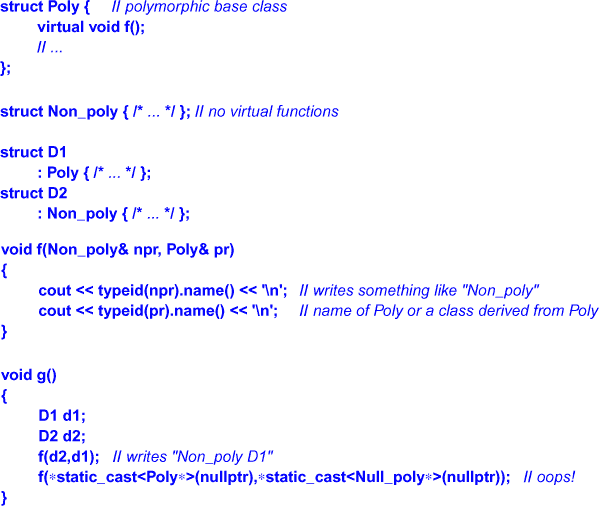 struct Poly { // polymorphic base class
virtual void f();
// ...
};
struct Non_poly { /* ... */ }; // no virtual functions
struct D1
: Poly { /* ... */ };
struct D2
: Non_poly { /* ... */ };
void f(Non_poly& npr, Poly& pr)
{
cout << typeid(npr).name() << '\n'; // writes something like "Non_poly"
cout << typeid(pr).name() << '\n'; // name of Poly or a class derived from Poly
}
void g()
{
D1 d1;
D2 d2;
f(d2,d1); // writes "Non_poly D1"
f(*static_cast<Poly*>(nullptr),*static_cast<Null_poly*>(nullptr)); // oops!
}